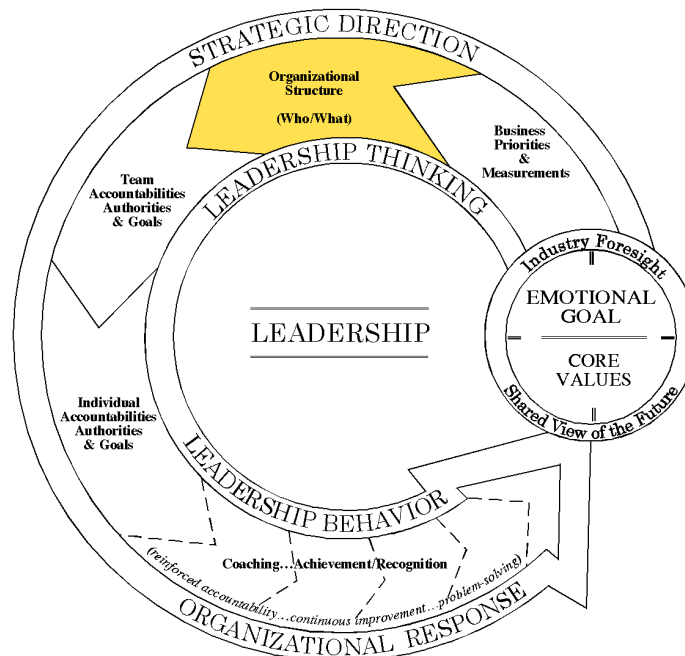 STRATEGIC DIRECTION
Organizational
Structure
(Who/What)
Business
Priorities
&
Measurements
LEADERSHIP THINKING
Team
Accountabilities
Authorities
& Goals
Industry Foresight
EMOTIONAL
GOAL
CORE
VALUES
Shared View of the Future
LEADERSHIP
Individual
Accountabilities
Authorities
& Goals
LEADERSHIP BEHAVIOR
Coaching...Achievement/Recognition
(reinforced accountability...continuous improvement...problem-solving)
ORGANIZATIONAL RESPONSE